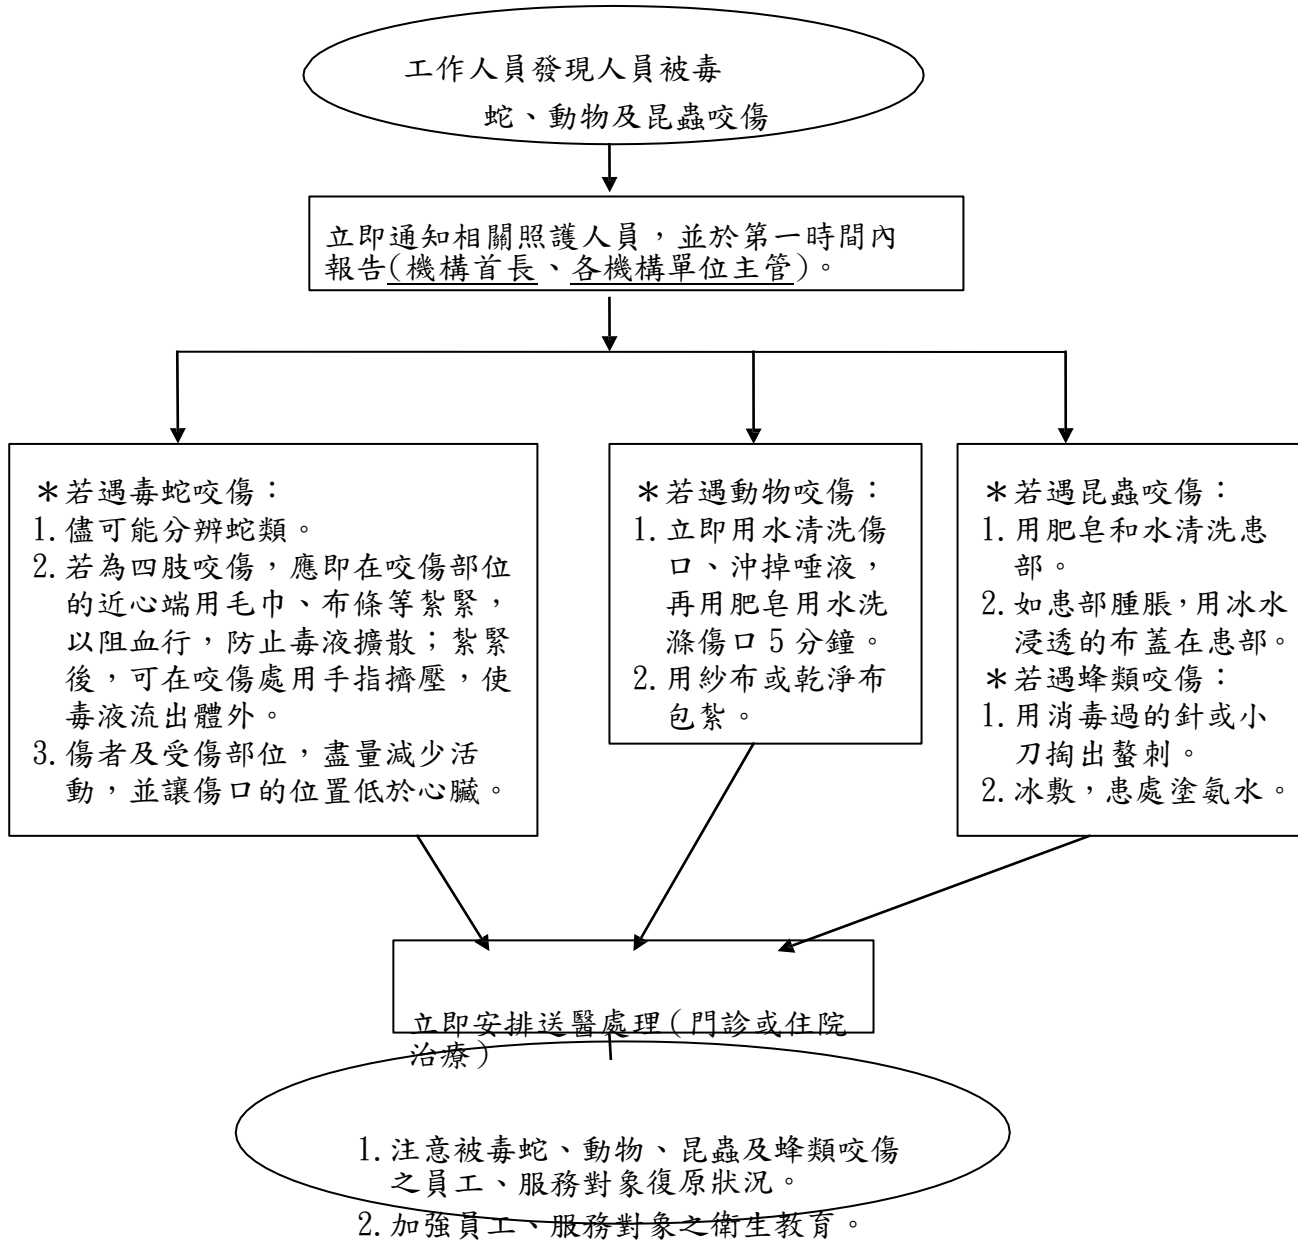 工作人員發現人員被毒
蛇、動物及昆蟲咬傷
立即通知相關照護人員，並於第一時間內
報告(機構首長、各機構單位主管)。
＊若遇毒蛇咬傷：
1.儘可能分辨蛇類。
2.若為四肢咬傷，應即在咬傷部位
的近心端用毛巾、布條等紮緊，
以阻血行，防止毒液擴散；紮緊
後，可在咬傷處用手指擠壓，使
毒液流出體外。
3.傷者及受傷部位，盡量減少活
動，並讓傷口的位置低於心臟。
＊若遇動物咬傷：
1.立即用水清洗傷
口、沖掉唾液，
再用肥皂用水洗
滌傷口 5 分鐘。
2.用紗布或乾淨布
包紮。
＊若遇昆蟲咬傷：
1.用肥皂和水清洗患
部。
2.如患部腫脹，用冰水
浸透的布蓋在患部。
＊若遇蜂類咬傷：
1.用消毒過的針或小
刀掏出螫刺。
2.冰敷，患處塗氨水。
立即安排送醫處理(門診或住院
治療)
1.注意被毒蛇、動物、昆蟲及蜂類咬傷
之員工、服務對象復原狀況。
2.加強員工、服務對象之衛生教育。